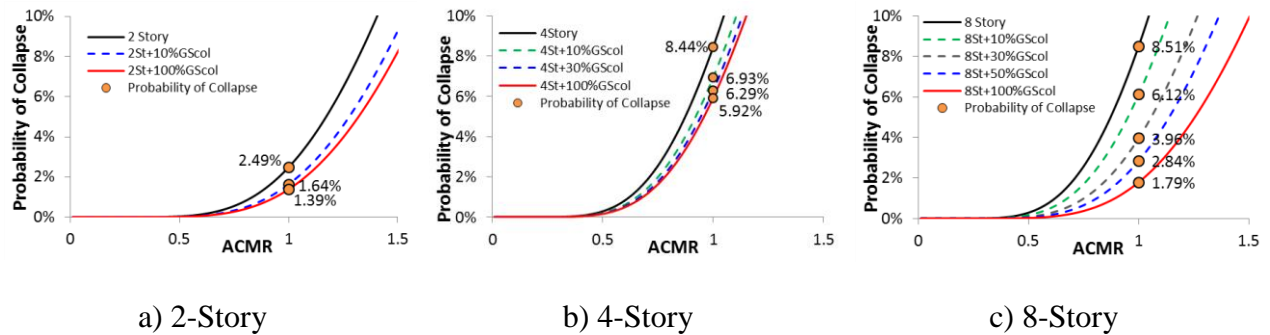 10%
8%
6%
4%
2%
0%
Probability of Collapse
2 Story
2St+10%GScol
2St+100%GScol
Probability of Collapse
2.49%
1.64%
1.39%
0
0.5
1
1.5
ACMR
a) 2-Story
10%
8%
6%
4%
2%
0%
Probability of Collapse
4Story
4St+10%GScol
4St+30%GScol
4St+100%GScol
Probability of Collapse
8.44%
6.93%
6.29%
5.92%
0
0.5
1
1.5
ACMR
b) 4-Story
10%
8%
6%
4%
2%
0%
Probability of Collapse
8 Story
8St+10%GScol
8St+30%GScol
8St+50%GScol
8St+100%GScol
Probability of Collapse
8.51%
6.12%
3.96%
2.84%
1.79%
0
0.5
1
1.5
ACMR
c) 8-Story